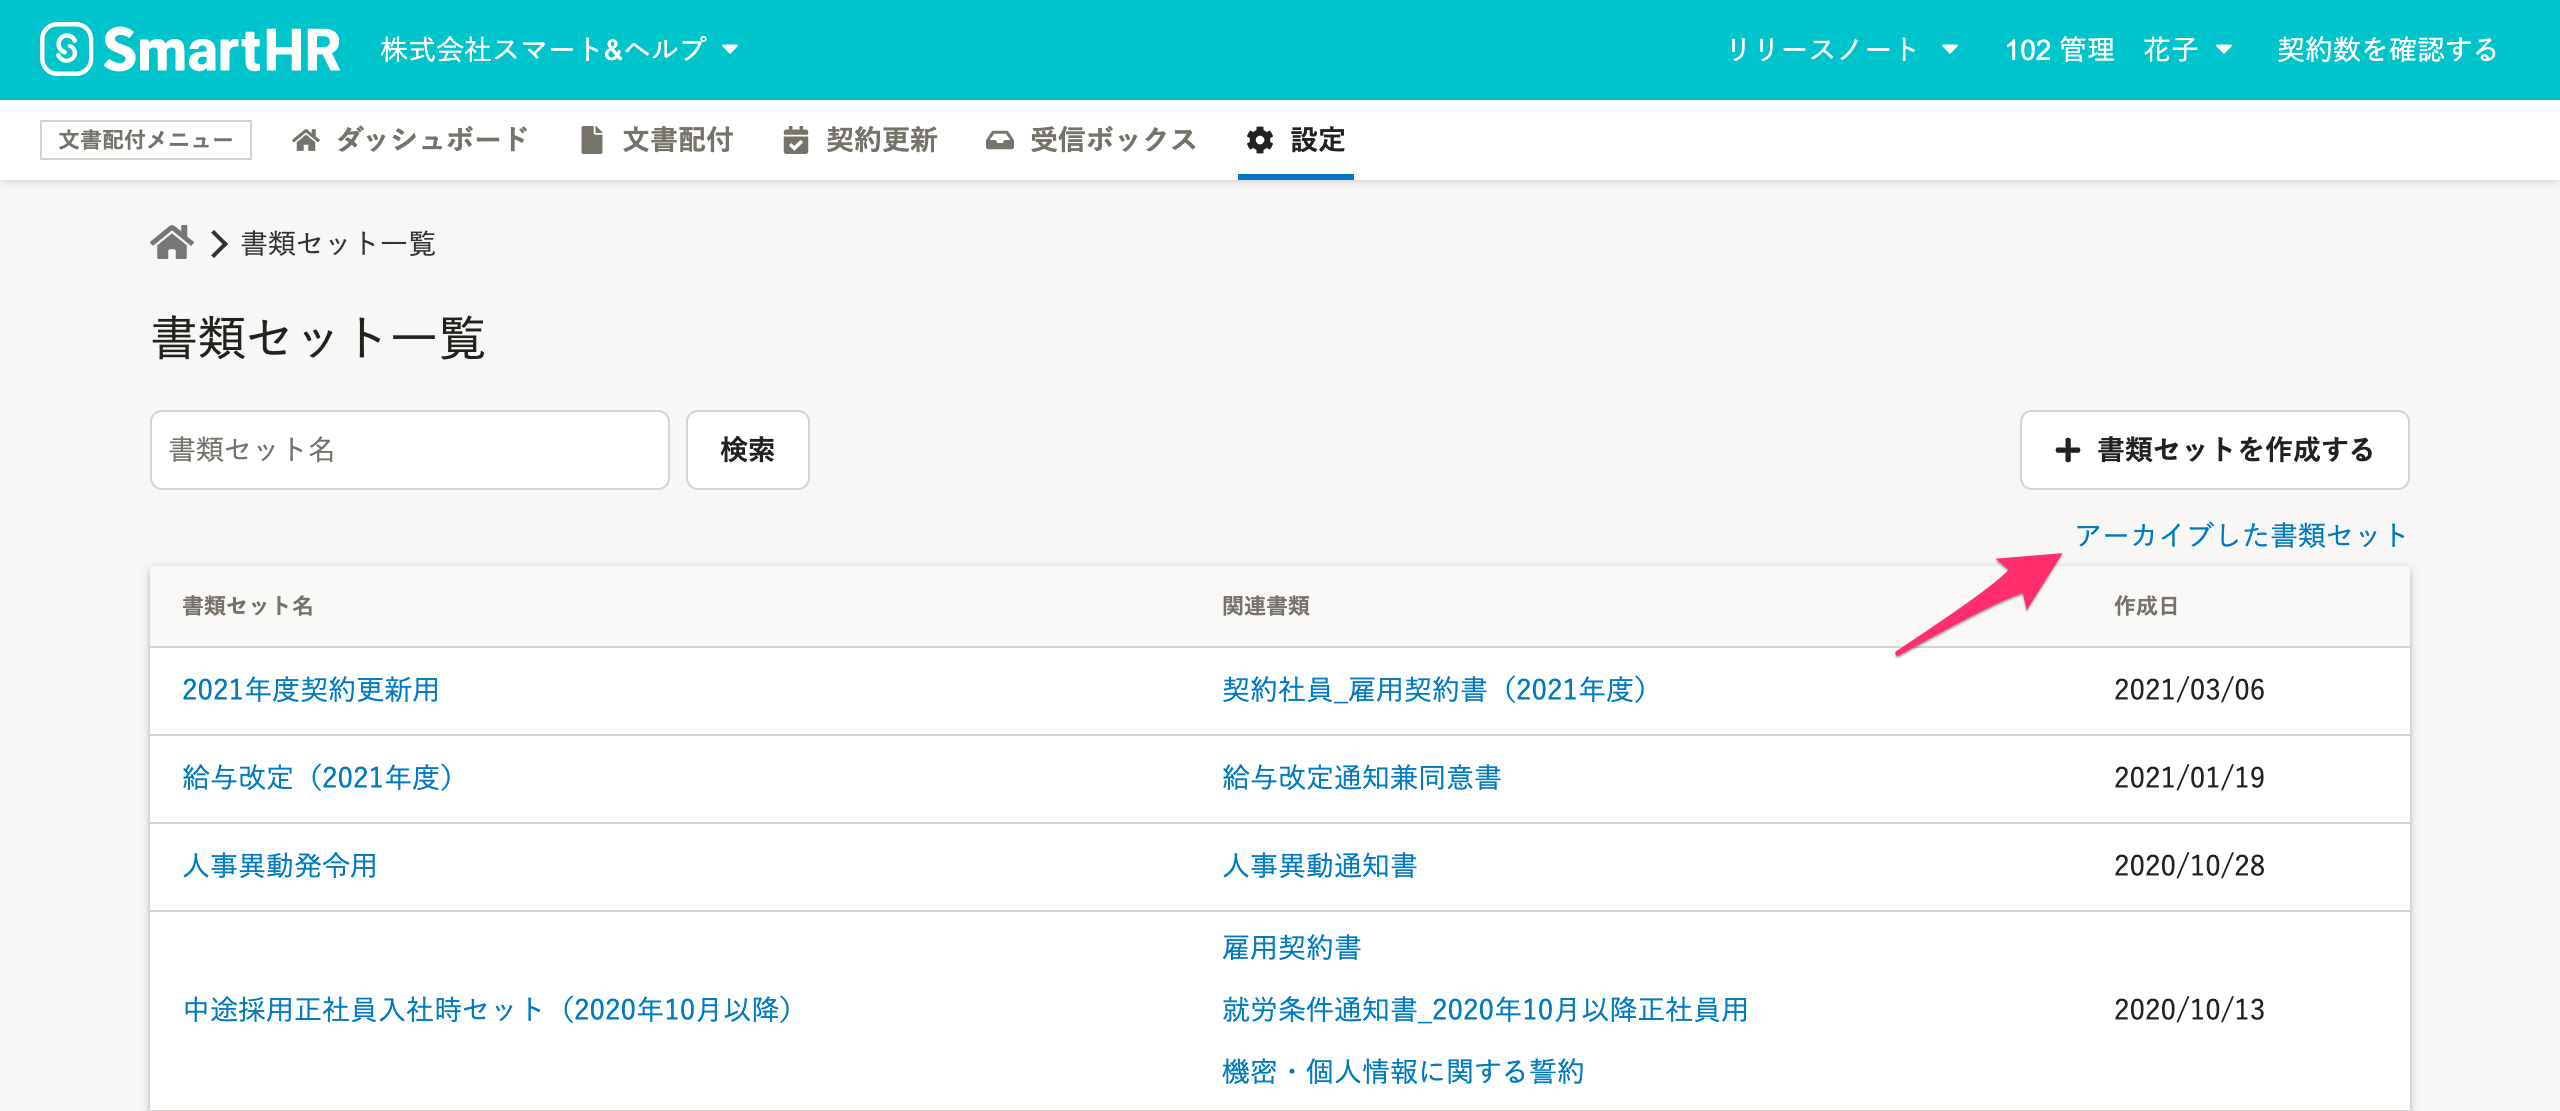 SmartHR 株式会社スマート&ヘルプ リリースノート 102 管理 花子 契約数を確認する
文書配付メニュー ダッシュボード 文書配付 契約更新 受信ボックス 設定
書類セット一覧
書類セット一覧
書類セット名 検索 書類セットを作成する
アーカイブした書類セット
書類セット名 関連書類 作成日
2021年度契約更新用 契約社員_雇用契約書（2021年度） 2021/03/06
給与改定（2021年度） 給与改定通知兼同意書 2021/01/19
人事異動発令用 人事異動通知書 2020/10/28
雇用契約書
中途採用正社員入社時セット（2020年10月以降） 就労条件通知書_2020年10月以降正社員用 2020/10/13
機密・個人情報に関する誓約